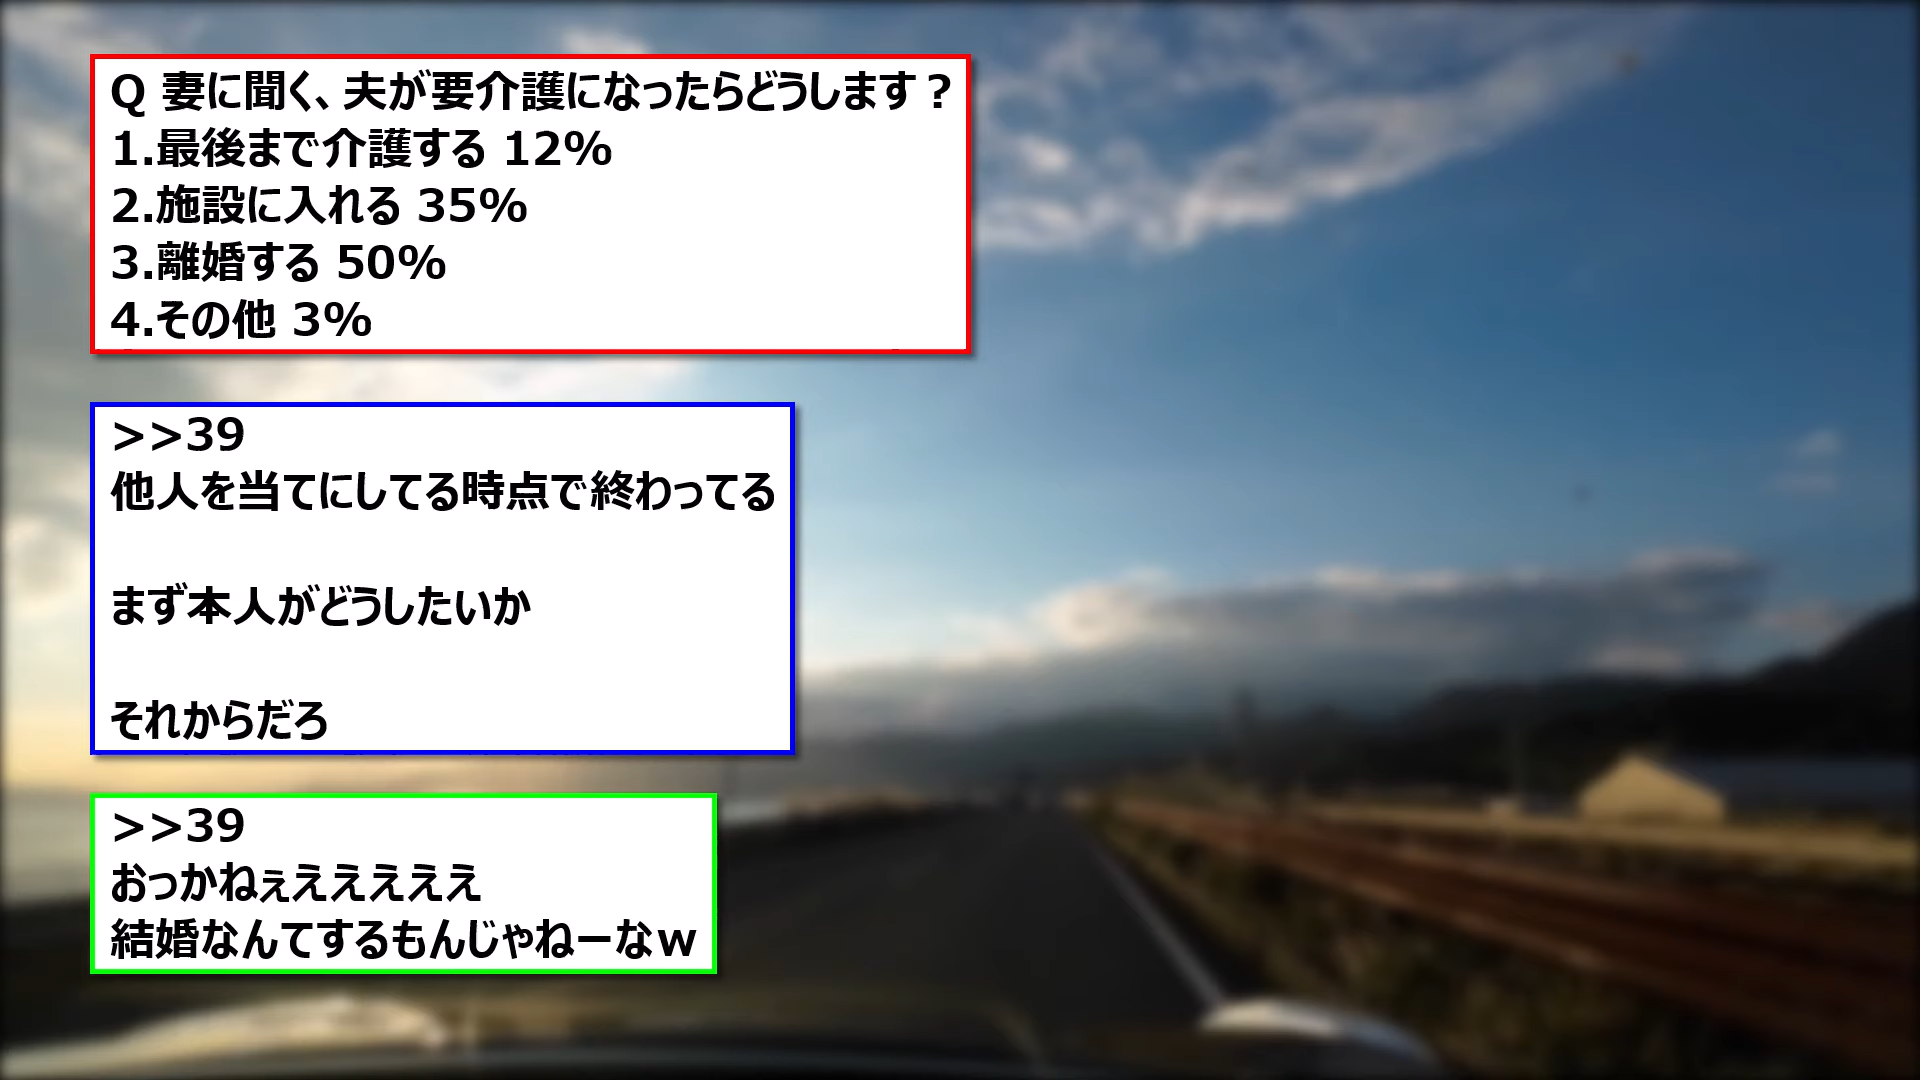 Q 妻に聞く、夫が要介護になったらどうします？
1.最後まで介護する 12%
2.施設に入れる 35%
3.離婚する 50%
4.その他 3%
>>39
他人を当てにしてる時点で終わってる
まず本人がどうしたいか
それからだろ
>>39
おっかねぇええええええ
結婚なんてするもんじゃねーなｗ